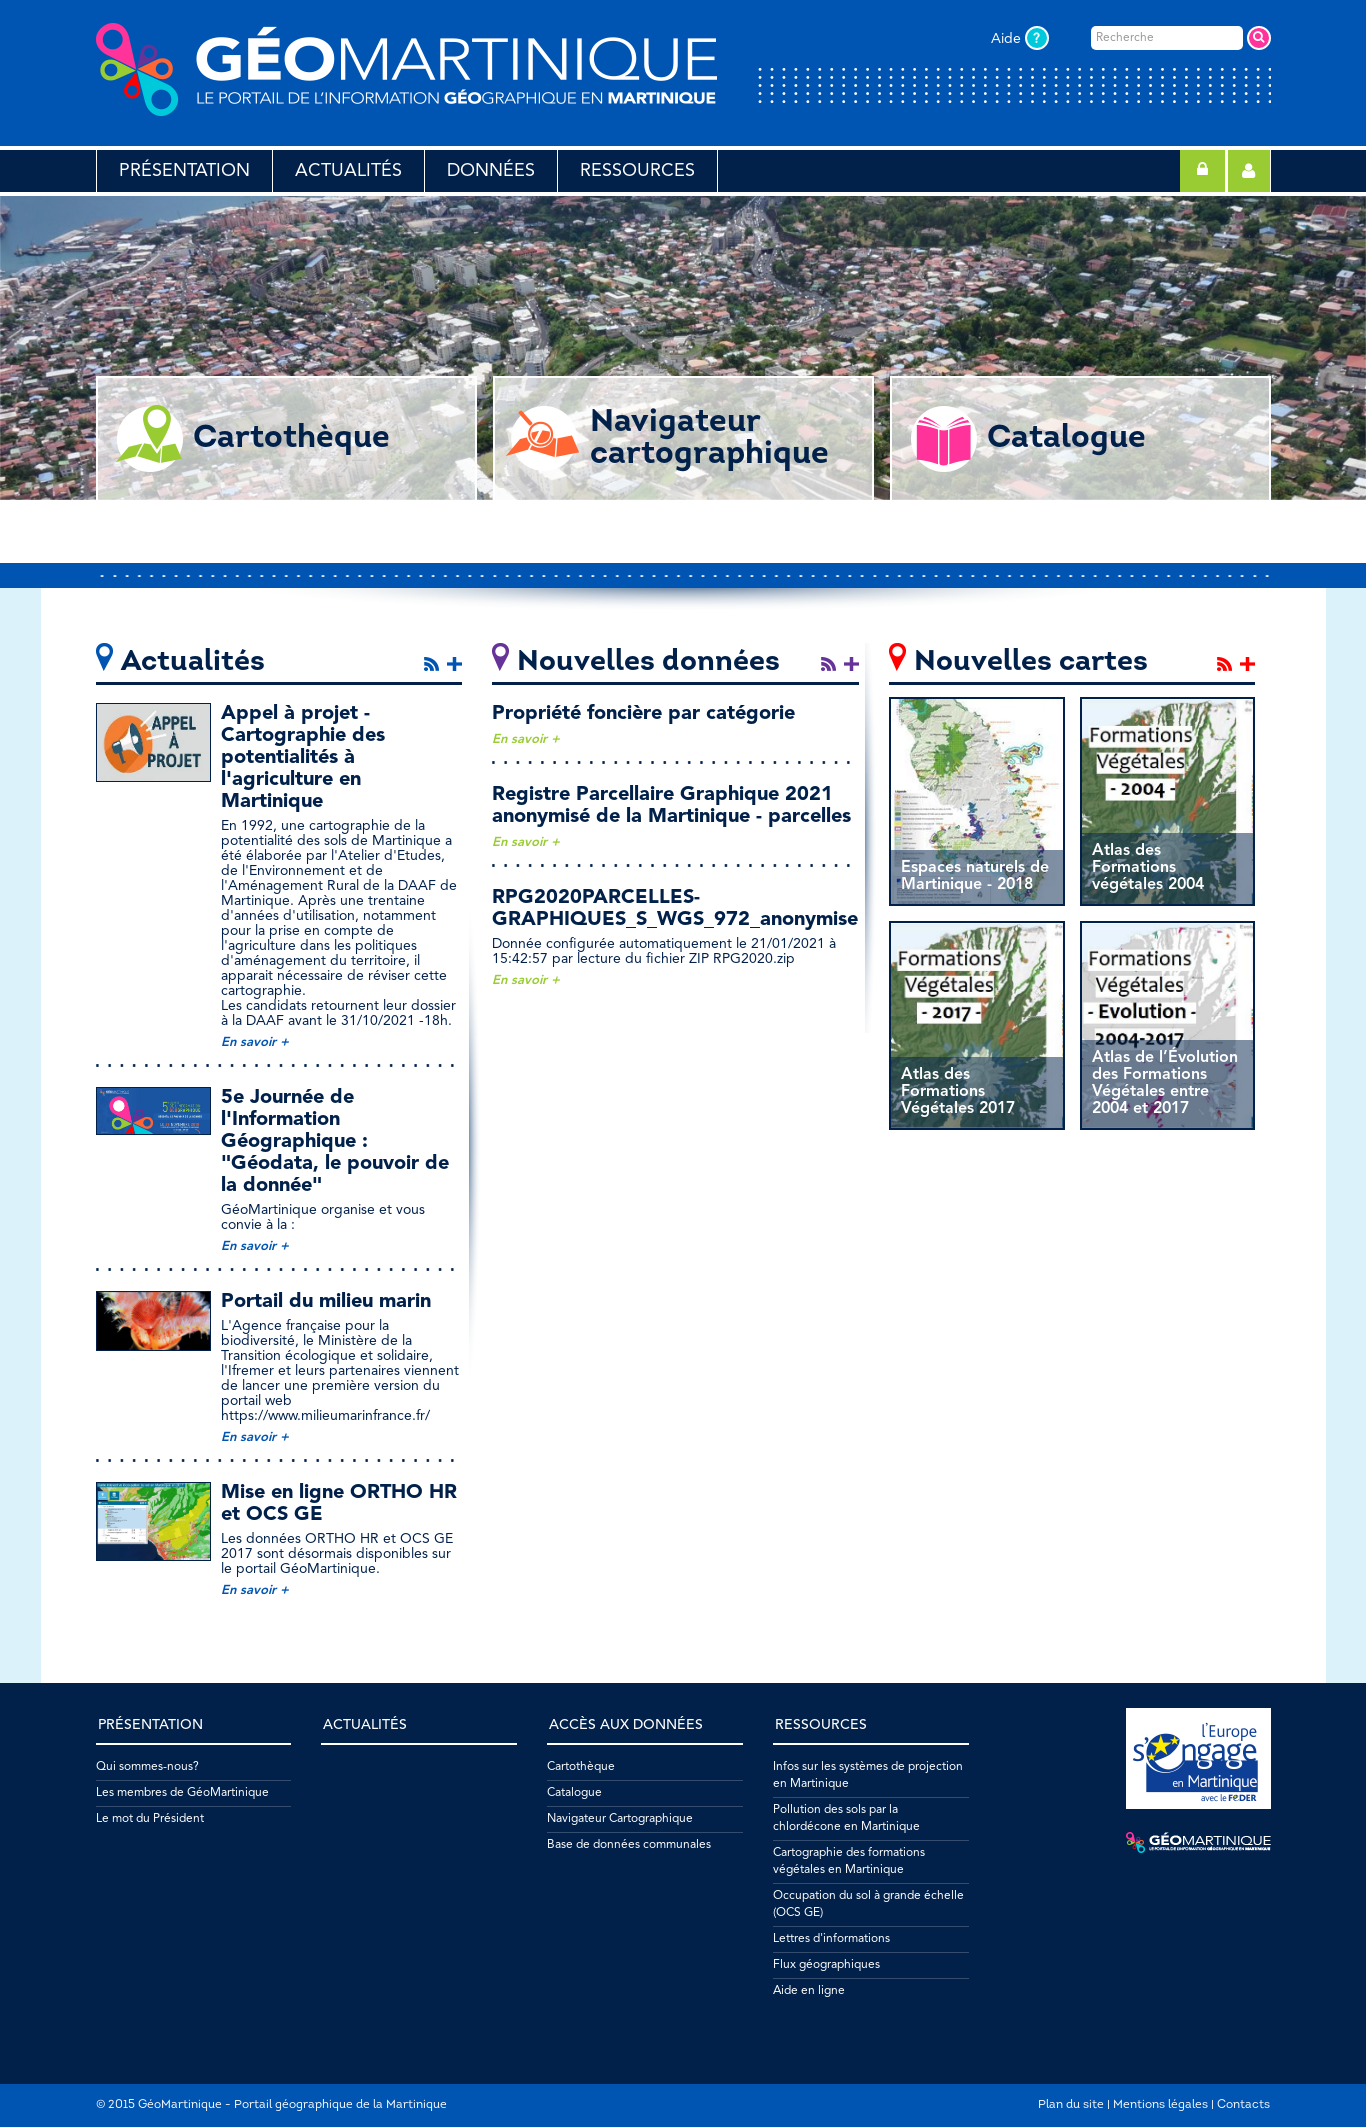 GÉOMARTINIQUE
LE PORTAIL DE L'INFORMATION GÉOGRAPHIQUE EN MARTINIQUE
Aide ?
Recherche
PRÉSENTATION
ACTUALITÉS
DONNÉES
RESSOURCES
Cartothèque
Navigateur
cartographique
Catalogue
Actualités
APPEL
À
PROJET
Appel à projet -
Cartographie des
potentialités à
l'agriculture en
Martinique
En 1992, une cartographie de la
potentialité des sols de Martinique a
été élaborée par l'Atelier d'Etudes,
de l'Environnement et de
l'Aménagement Rural de la DAAF de
Martinique. Après une trentaine
d'années d'utilisation, notamment
pour la prise en compte de
l'agriculture dans les politiques
d'aménagement du territoire, il
apparait nécessaire de réviser cette
cartographie.
Les candidats retournent leur dossier
à la DAAF avant le 31/10/2021 -18h.
En savoir +
5e Journée de
l'Information
Géographique :
"Géodata, le pouvoir de
la donnée"
GéoMartinique organise et vous
convie à la :
En savoir +
Portail du milieu marin
L'Agence française pour la
biodiversité, le Ministère de la
Transition écologique et solidaire,
l'Ifremer et leurs partenaires viennent
de lancer une première version du
portail web
https://www.milieumarinfrance.fr/
En savoir +
Mise en ligne ORTHO HR
et OCS GE
Les données ORTHO HR et OCS GE
2017 sont désormais disponibles sur
le portail GéoMartinique.
En savoir +
Nouvelles données
Propriété foncière par catégorie
En savoir +
Registre Parcellaire Graphique 2021
anonymisé de la Martinique - parcelles
En savoir +
RPG2020PARCELLES-
GRAPHIQUES_S_WGS_972_anonymise
Donnée configurée automatiquement le 21/01/2021 à
15:42:57 par lecture du fichier ZIP RPG2020.zip
En savoir +
Nouvelles cartes
Espaces naturels de
Martinique - 2018
Formations
Végétales
- 2004 -
Atlas des
Formations
végétales 2004
Formations
Végétales
- 2017 -
Atlas des
Formations
Végétales 2017
Formations
Végétales
- Evolution -
2004-2017
Atlas de l'Évolution
des Formations
Végétales entre
2004 et 2017
PRÉSENTATION
Qui sommes-nous?
Les membres de GéoMartinique
Le mot du Président
ACTUALITÉS
ACCÈS AUX DONNÉES
Cartothèque
Catalogue
Navigateur Cartographique
Base de données communales
RESSOURCES
Infos sur les systèmes de projection
en Martinique
Pollution des sols par la
chlordécone en Martinique
Cartographie des formations
végétales en Martinique
Occupation du sol à grande échelle
(OCS GE)
Lettres d'informations
Flux géographiques
Aide en ligne
l'Europe
s'engage
en Martinique
avec le FEDER
GÉOMARTINIQUE
LE PORTAIL DE L'INFORMATION GÉOGRAPHIQUE EN MARTINIQUE
© 2015 GéoMartinique - Portail géographique de la Martinique
Plan du site | Mentions légales | Contacts